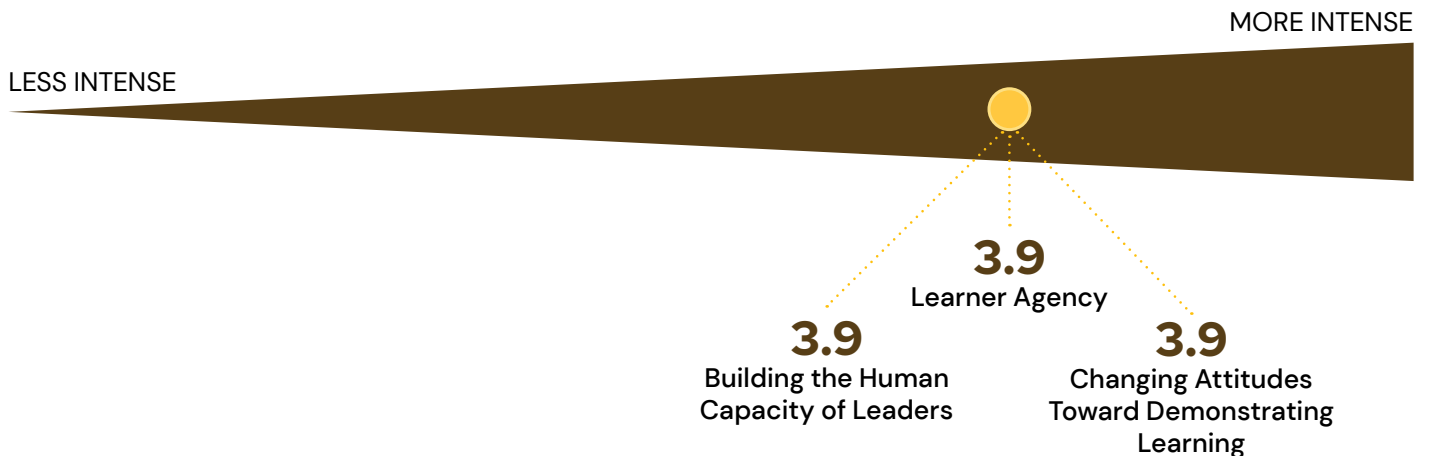 MORE INTENSE
LESS INTENSE
3.9
Learner Agency
3.9
Building the Human
Capacity of Leaders
3.9
Changing Attitudes
Toward Demonstrating
Learning